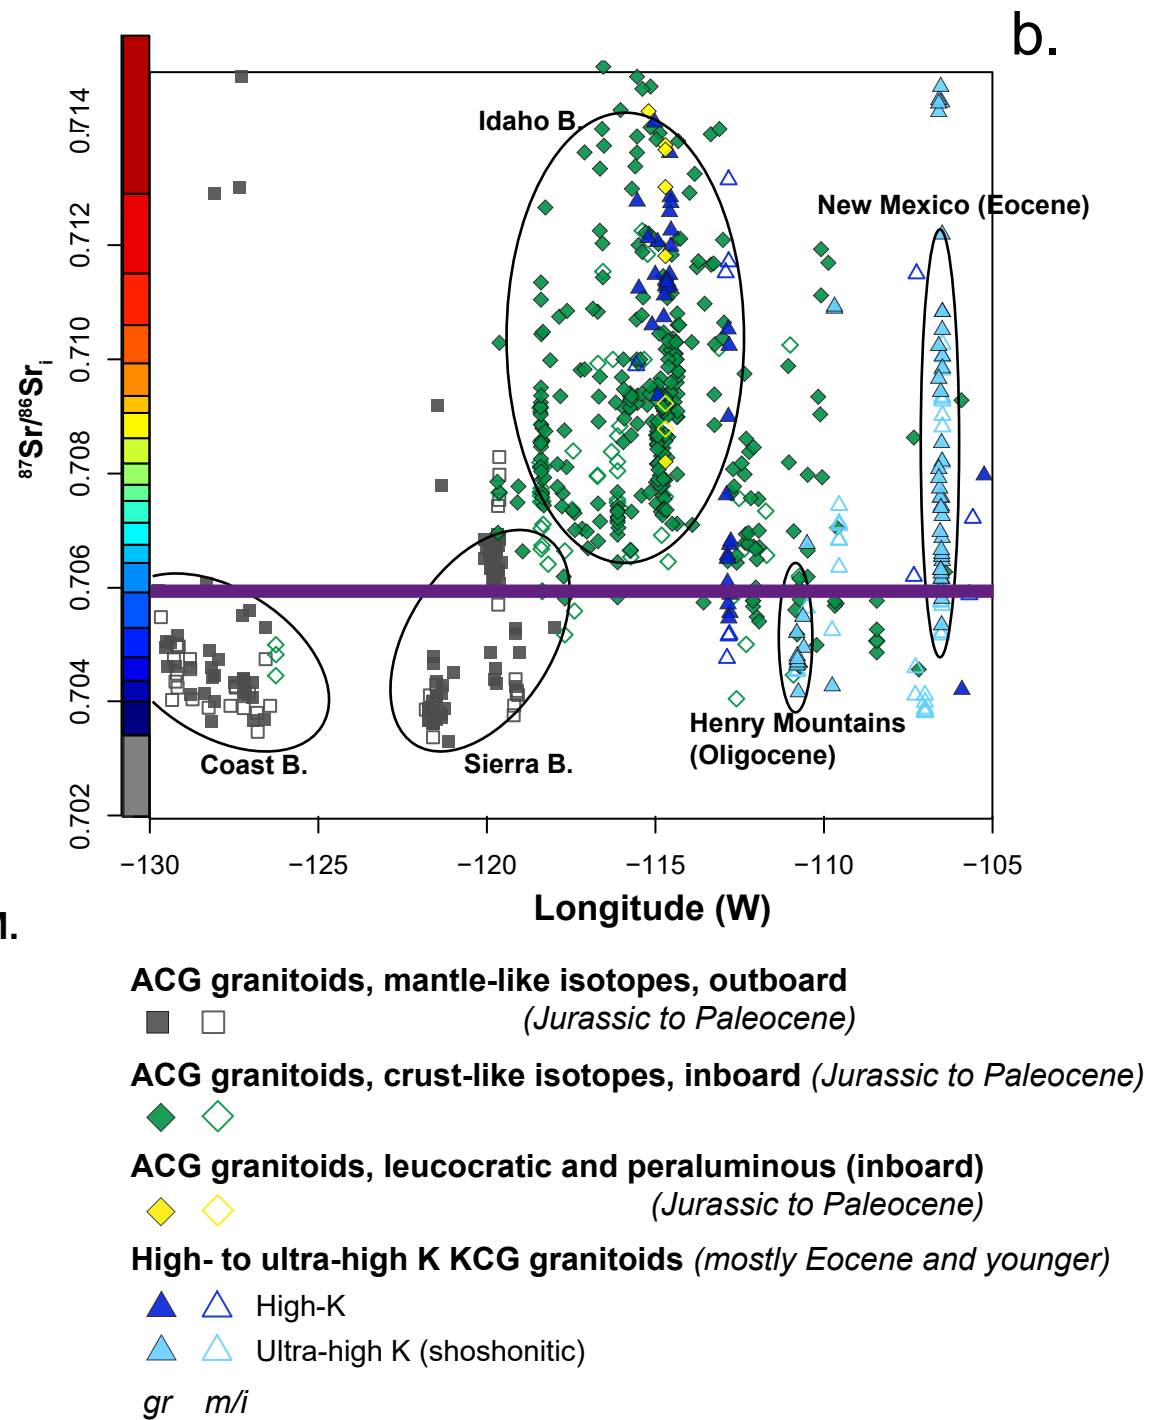 b.
Idaho B.
New Mexico (Eocene)
0.714
0.712
0.710
0.708
0.706
0.704
0.702
⁸⁷Sr/⁸⁶Srᵢ
Coast B.
Sierra B.
Henry Mountains
(Oligocene)
−130 −125 −120 −115 −110 −105
Longitude (W)
ACG granitoids, mantle-like isotopes, outboard
(Jurassic to Paleocene)
ACG granitoids, crust-like isotopes, inboard (Jurassic to Paleocene)
ACG granitoids, leucocratic and peraluminous (inboard)
(Jurassic to Paleocene)
High- to ultra-high K KCG granitoids (mostly Eocene and younger)
High-K
Ultra-high K (shoshonitic)
gr m/i